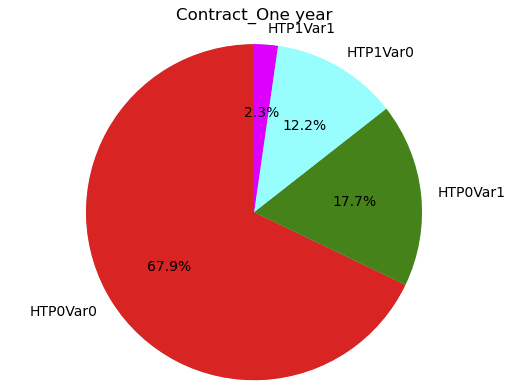 Contract_One year
HTP1Var1
HTP1Var0
2.3%
12.2%
HTP0Var1
17.7%
67.9%
HTP0Var0